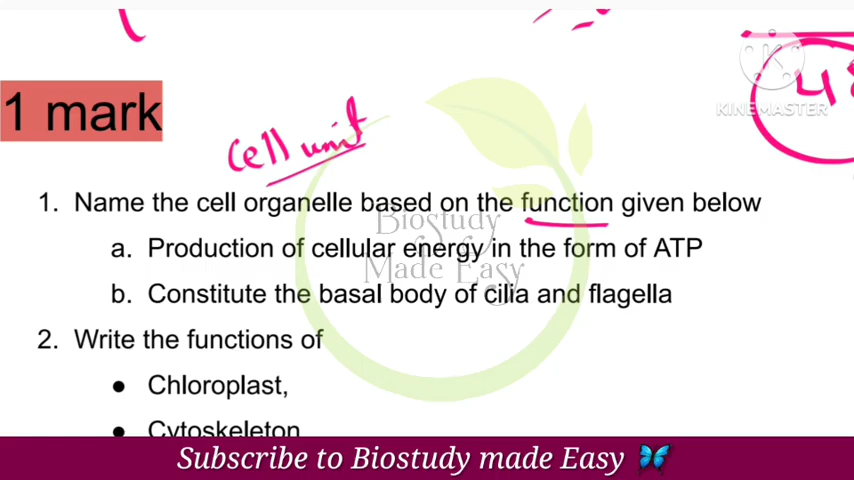 KINEMASTER
1 mark
cell unit
1. Name the cell organelle based on the function given below
Biostudy
a. Production of cellular energy in the form of ATP
Made Easy
b. Constitute the basal body of cilia and flagella
2. Write the functions of
● Chloroplast,
● Cytoskeleton
Subscribe to Biostudy made Easy 🦋